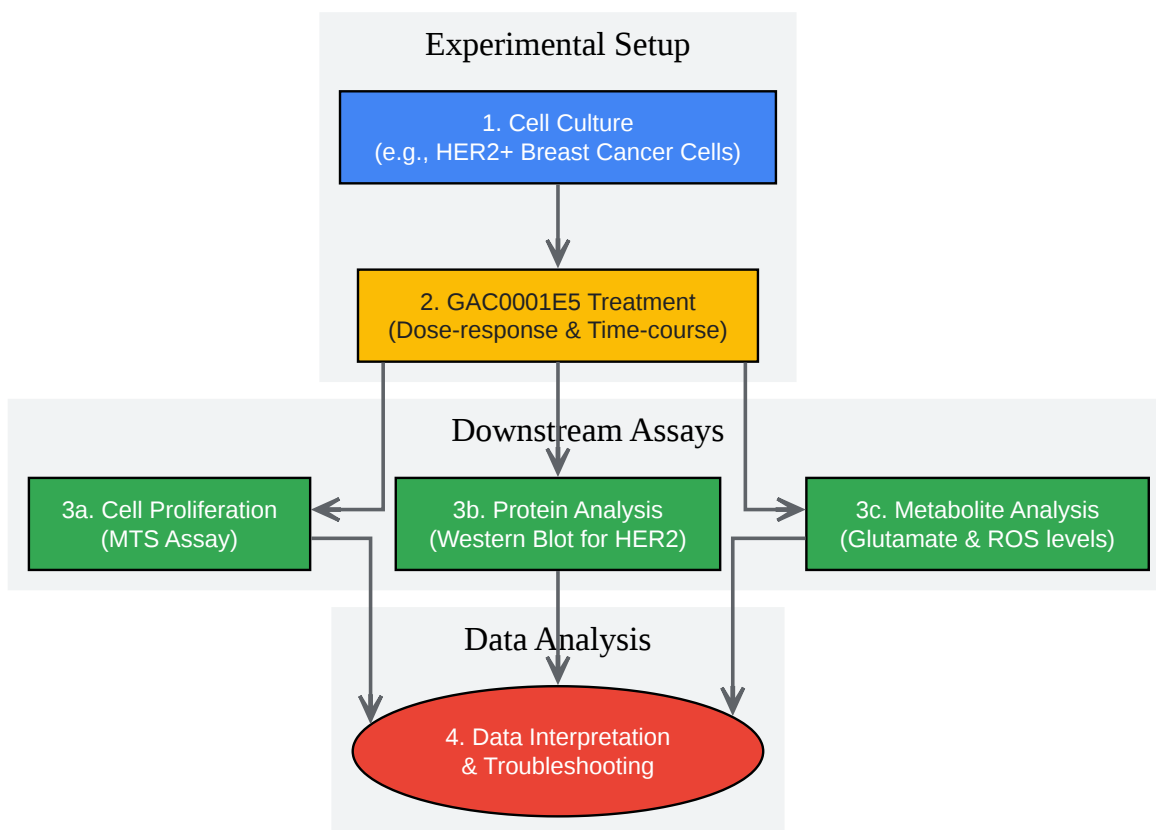 Experimental Setup
1. Cell Culture
(e.g., HER2+ Breast Cancer Cells)
2. GAC0001E5 Treatment
(Dose-response & Time-course)
Downstream Assays
3a. Cell Proliferation
(MTS Assay)
3b. Protein Analysis
(Western Blot for HER2)
3c. Metabolite Analysis
(Glutamate & ROS levels)
Data Analysis
4. Data Interpretation
& Troubleshooting